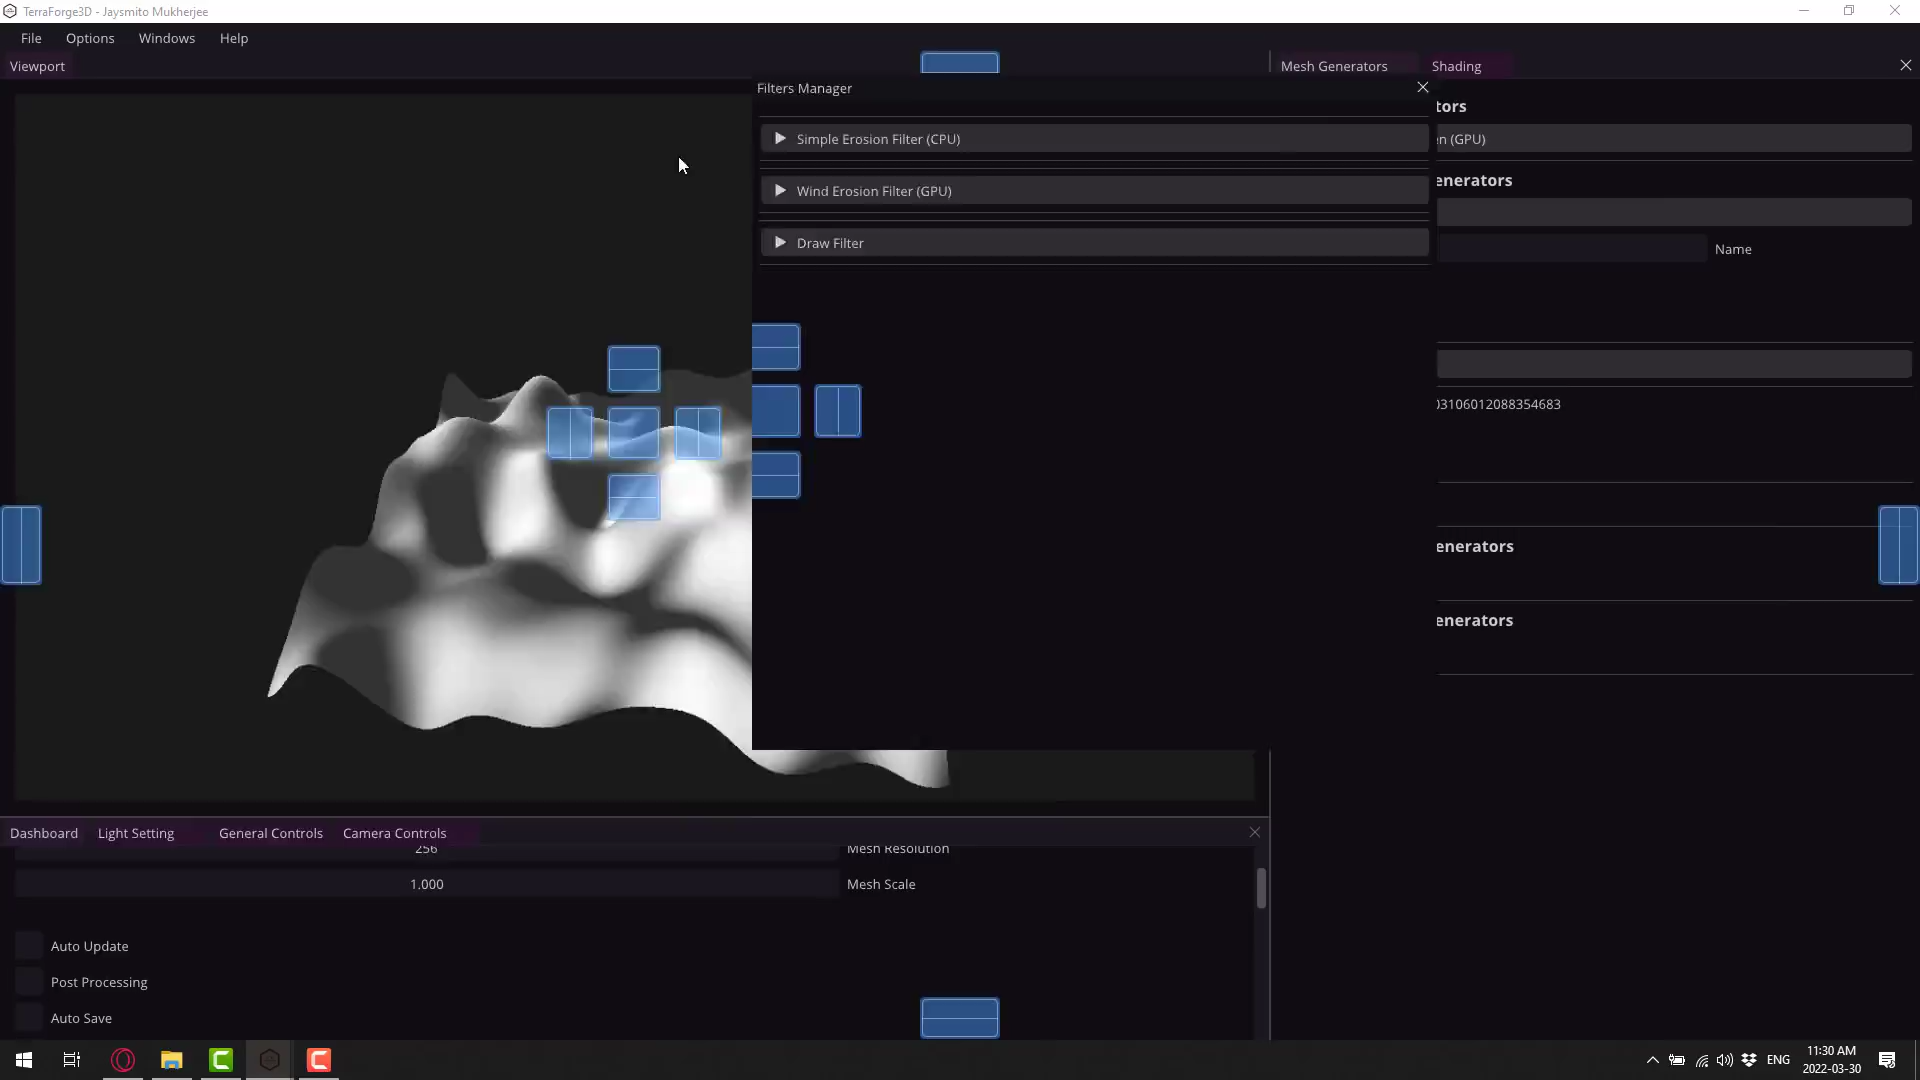 TerraForge3D - Jaysmito Mukherjee
File Options Windows Help
Viewport
Mesh Generators Shading
Filters Manager
Simple Erosion Filter (CPU)
Wind Erosion Filter (GPU)
Draw Filter
tors
n (GPU)
enerators
Name
03106012088354683
enerators
enerators
Dashboard Light Setting General Controls Camera Controls
256 Mesh Resolution
1.000 Mesh Scale
Auto Update
Post Processing
Auto Save
ENG
11:30 AM
2022-03-30